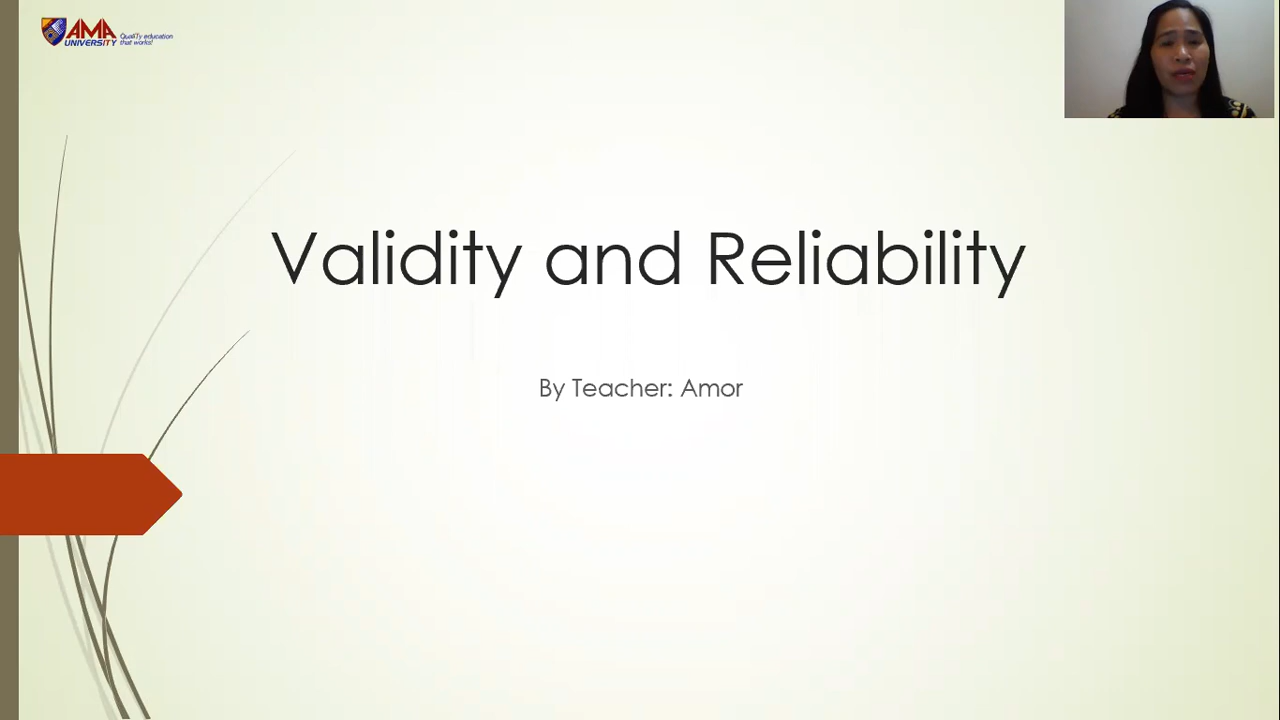 AMA
UNIVERSITY
QualiTy education
that works!
Validity and Reliability
By Teacher: Amor